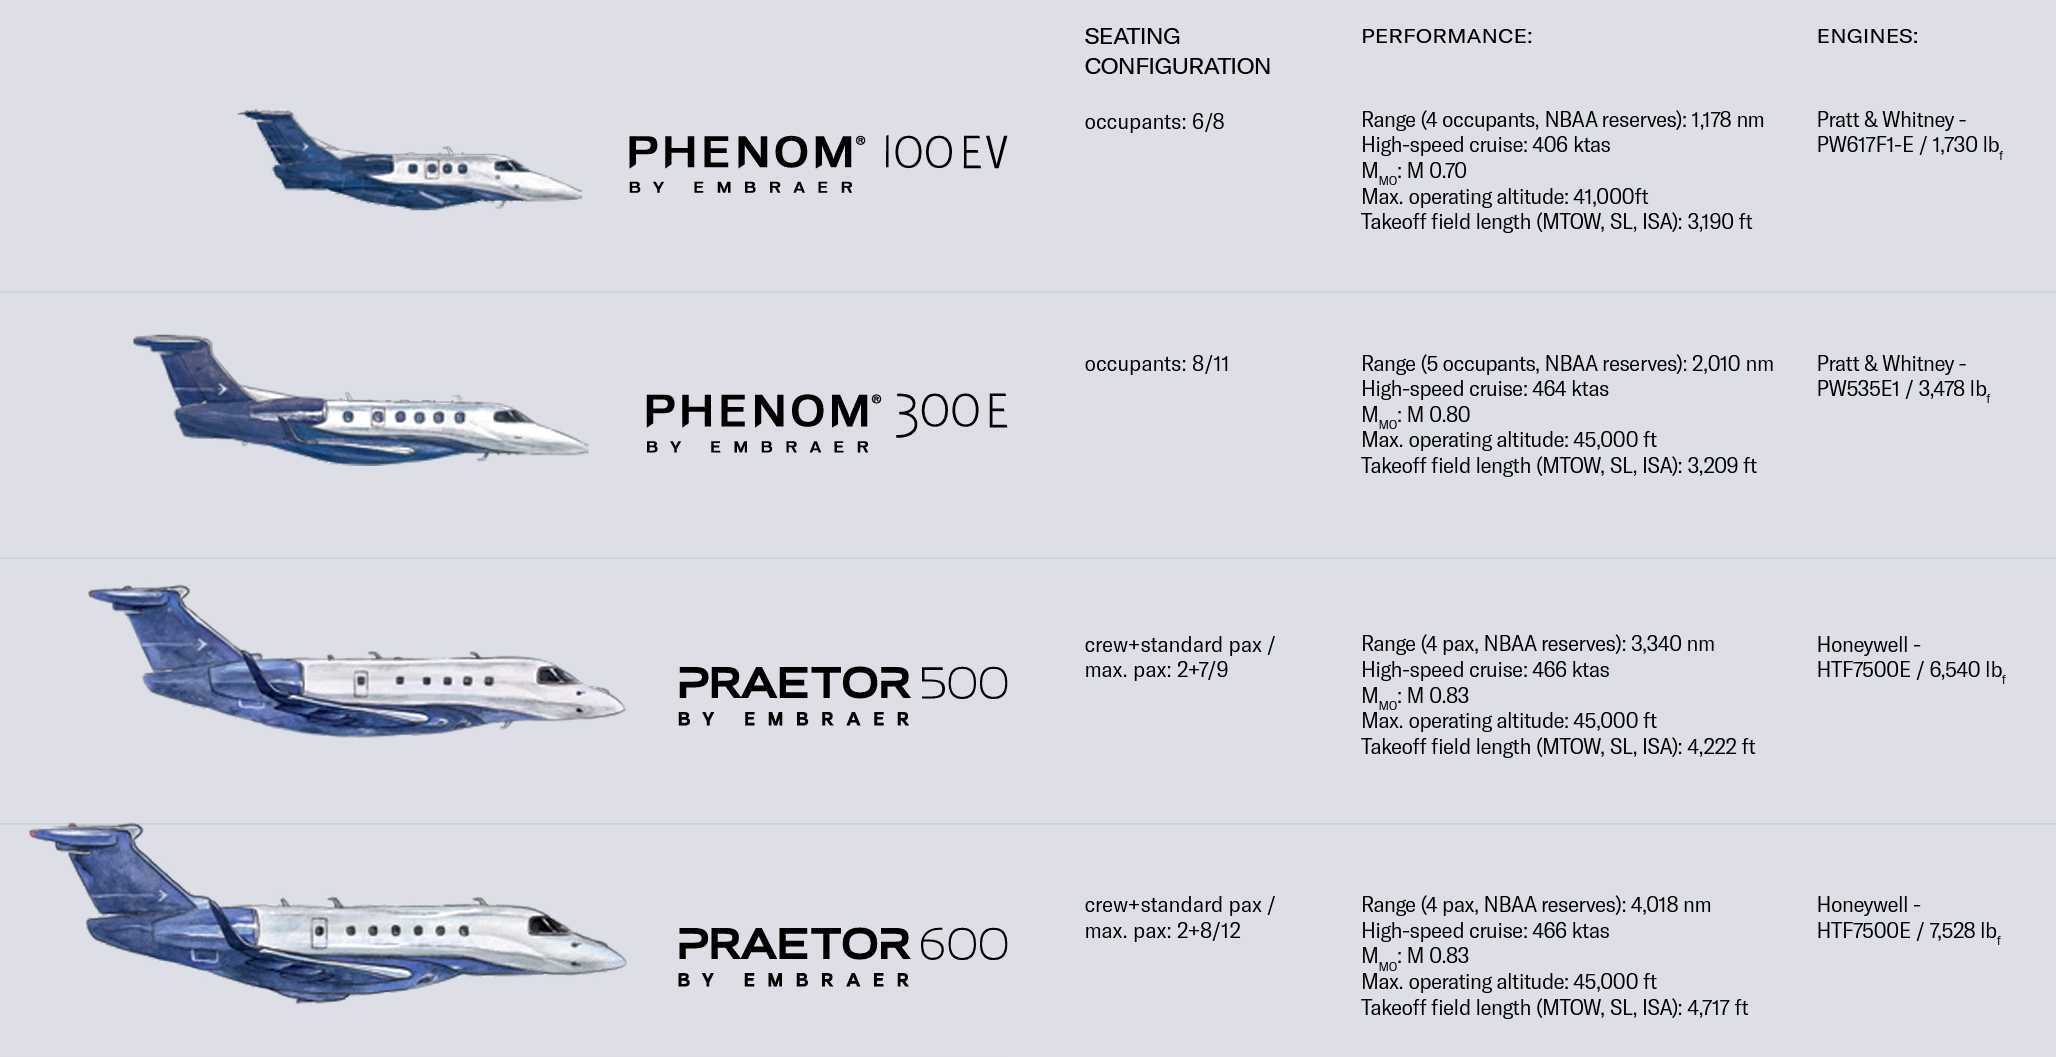 SEATING
CONFIGURATION
PERFORMANCE:
ENGINES:
PHENOM® 100 EV
BY EMBRAER
occupants: 6/8
Range (4 occupants, NBAA reserves): 1,178 nm
High-speed cruise: 406 ktas
MMO: M 0.70
Max. operating altitude: 41,000ft
Takeoff field length (MTOW, SL, ISA): 3,190 ft
Pratt & Whitney -
PW617F1-E / 1,730 lbf
PHENOM® 300 E
BY EMBRAER
occupants: 8/11
Range (5 occupants, NBAA reserves): 2,010 nm
High-speed cruise: 464 ktas
MMO: M 0.80
Max. operating altitude: 45,000 ft
Takeoff field length (MTOW, SL, ISA): 3,209 ft
Pratt & Whitney -
PW535E1 / 3,478 lbf
PRAETOR 500
BY EMBRAER
crew+standard pax /
max. pax: 2+7/9
Range (4 pax, NBAA reserves): 3,340 nm
High-speed cruise: 466 ktas
MMO: M 0.83
Max. operating altitude: 45,000 ft
Takeoff field length (MTOW, SL, ISA): 4,222 ft
Honeywell -
HTF7500E / 6,540 lbf
PRAETOR 600
BY EMBRAER
crew+standard pax /
max. pax: 2+8/12
Range (4 pax, NBAA reserves): 4,018 nm
High-speed cruise: 466 ktas
MMO: M 0.83
Max. operating altitude: 45,000 ft
Takeoff field length (MTOW, SL, ISA): 4,717 ft
Honeywell -
HTF7500E / 7,528 lbf